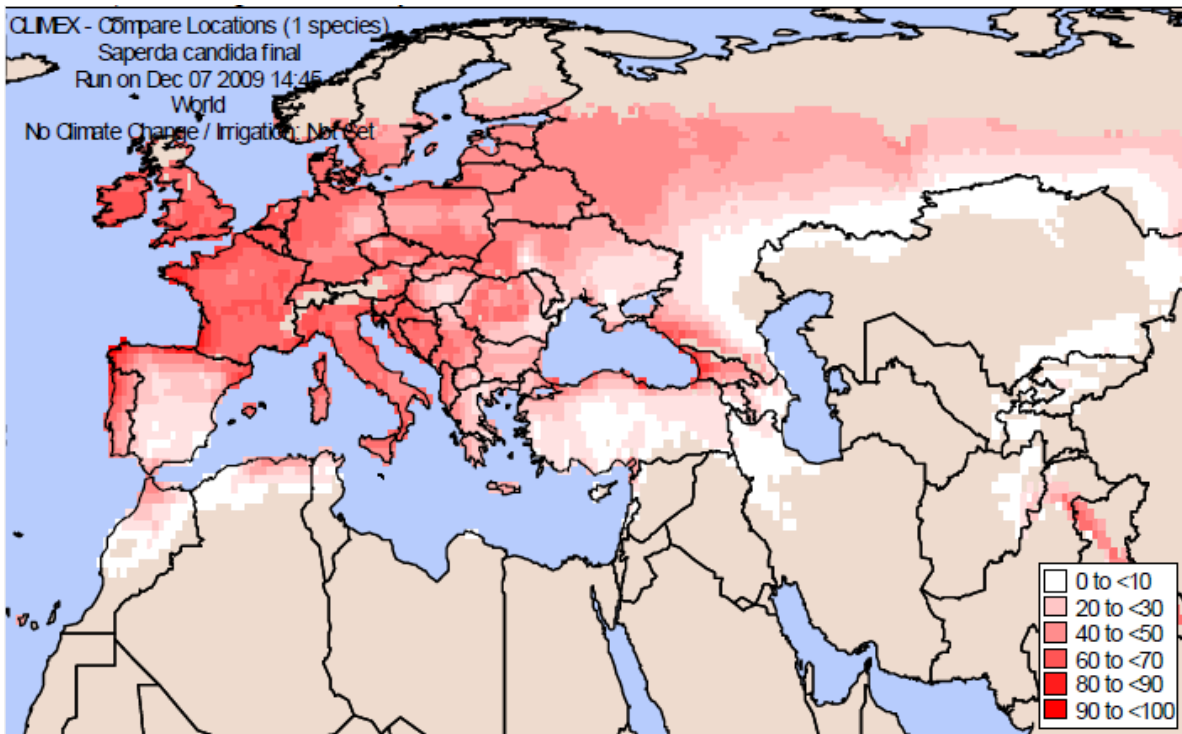 CLIMEX - Compare Locations (1 species)
Saperda candida final
Run on Dec 07 2009 14:45
World
No Climate Change / Irrigation: Not Set
0 to <10
20 to <30
40 to <50
60 to <70
80 to <90
90 to <100